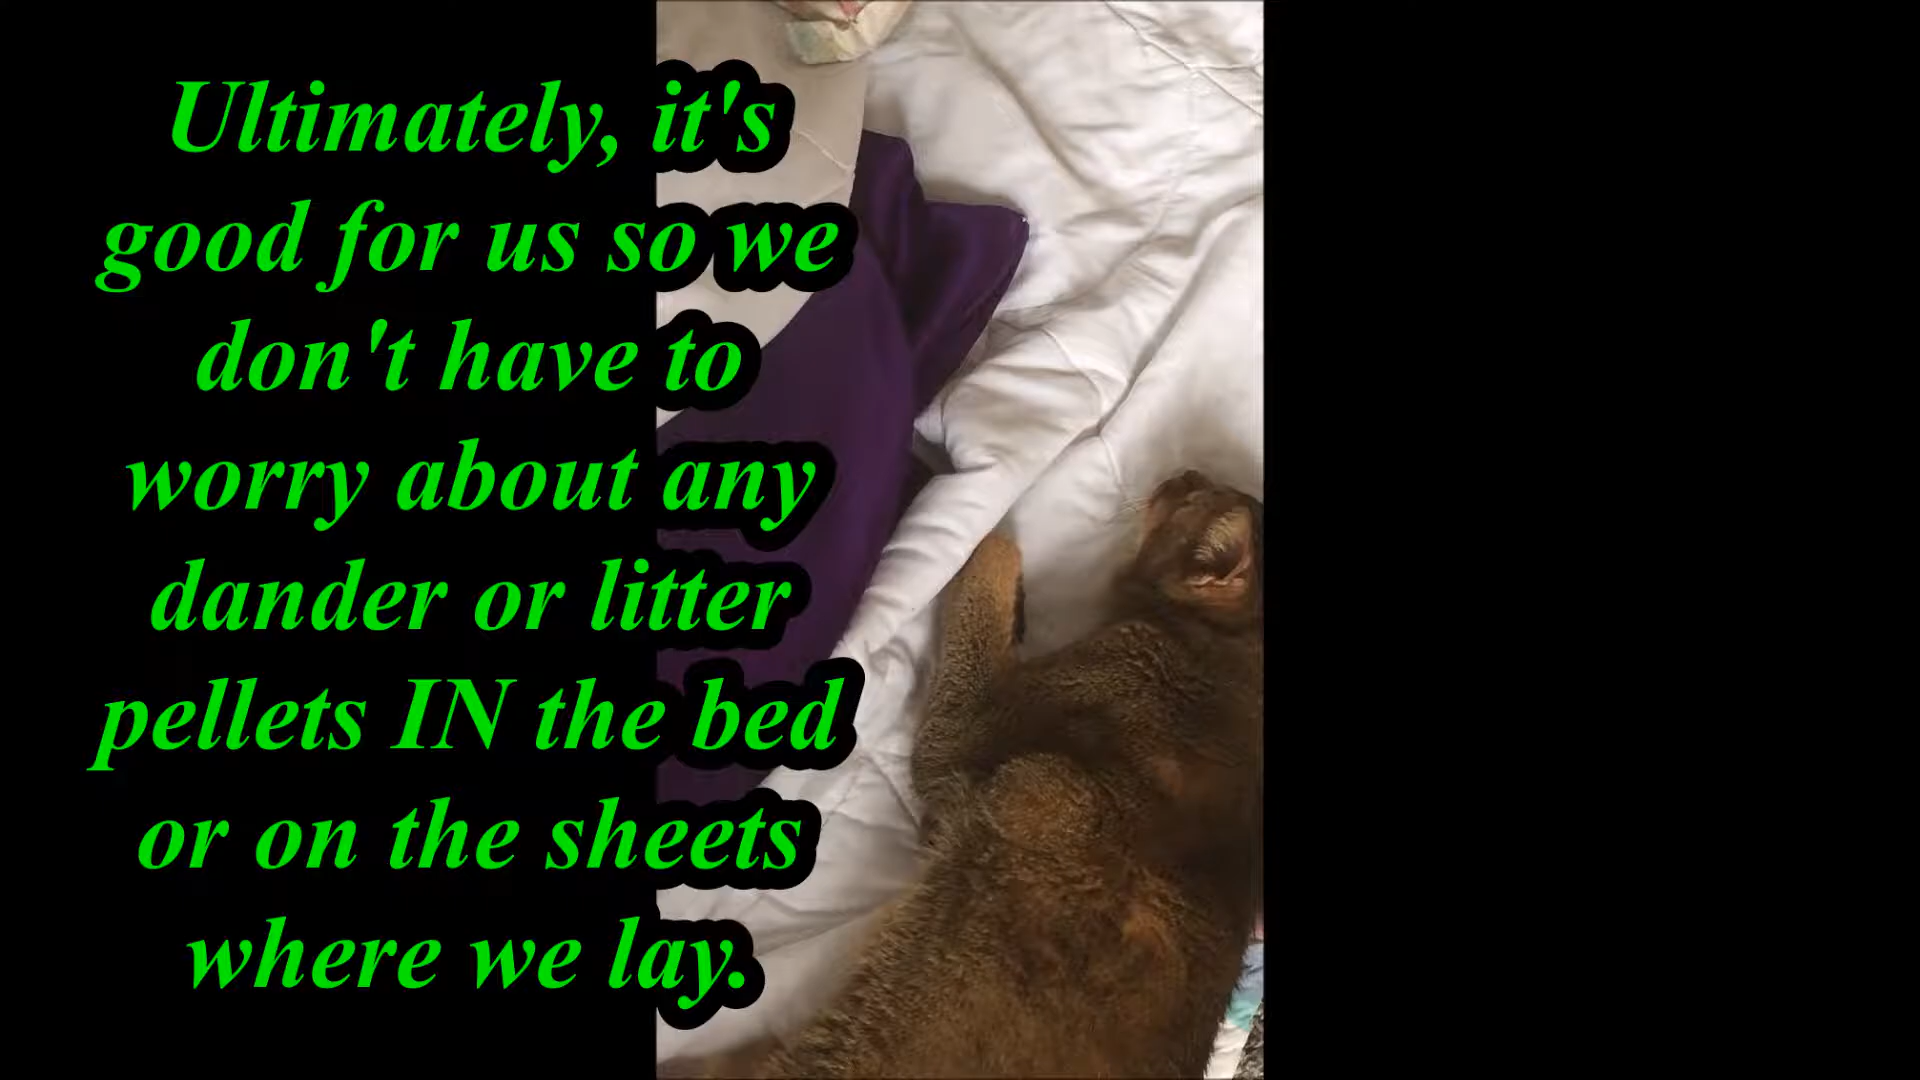 Ultimately, it's
good for us so we
don't have to
worry about any
dander or litter
pellets IN the bed
or on the sheets
where we lay.